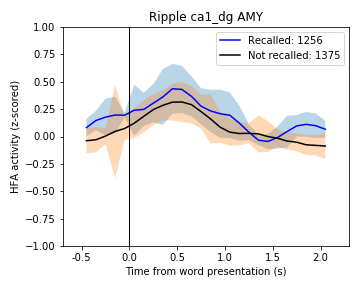 Ripple ca1_dg AMY
Recalled: 1256
Not recalled: 1375
HFA activity (z-scored)
1.00
0.75
0.50
0.25
0.00
−0.25
−0.50
−0.75
−1.00
-0.5 0.0 0.5 1.0 1.5 2.0
Time from word presentation (s)